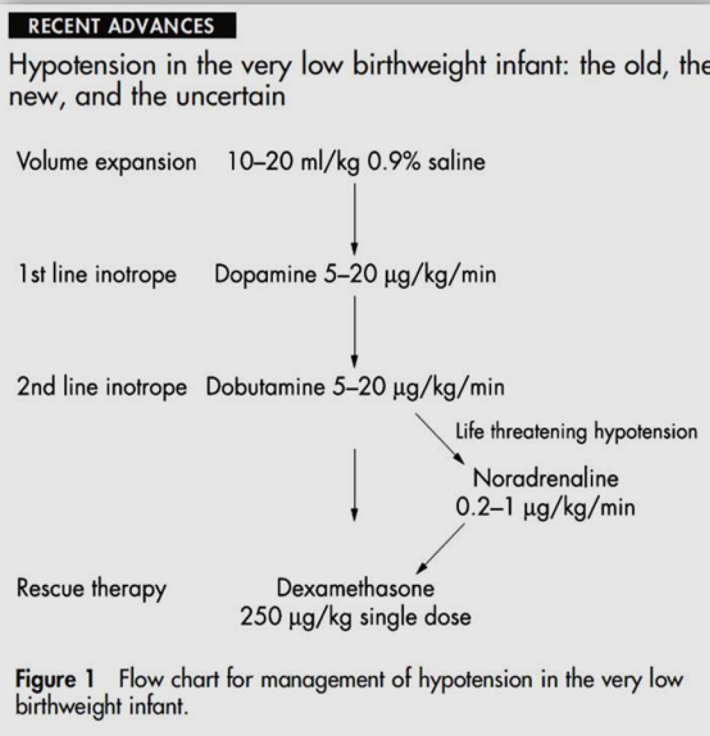 RECENT ADVANCES
Hypotension in the very low birthweight infant: the old, the
new, and the uncertain
Volume expansion 10–20 ml/kg 0.9% saline
1st line inotrope Dopamine 5–20 µg/kg/min
2nd line inotrope Dobutamine 5–20 µg/kg/min
Life threatening hypotension
Noradrenaline
0.2–1 µg/kg/min
Rescue therapy Dexamethasone
250 µg/kg single dose
Figure 1 Flow chart for management of hypotension in the very low
birthweight infant.